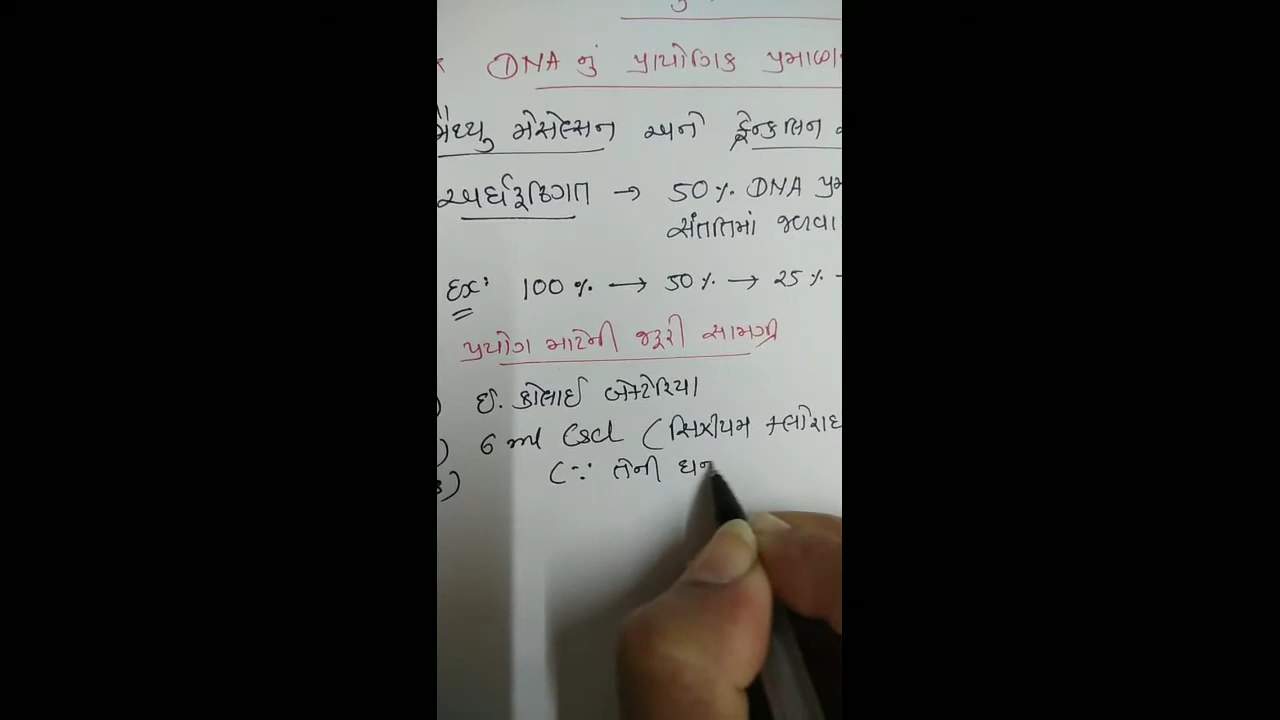 DNA નું પ્રાયોગિક પ્રમાણ
મેથ્યુ મેસેલ્સન અને ફ્રેન્કલિન
અર્ધરૂઢિગત → 50% DNA
સંતતિમાં જળવા
Ex: 100% → 50% → 25%
પ્રયોગ માટેની જરૂરી સામગ્રી
ઈ. કોલાઈ બેક્ટેરિયા
6 ml Cscl (સિઝીયમ ક્લોરાઈ
(∵ તેની ઘન